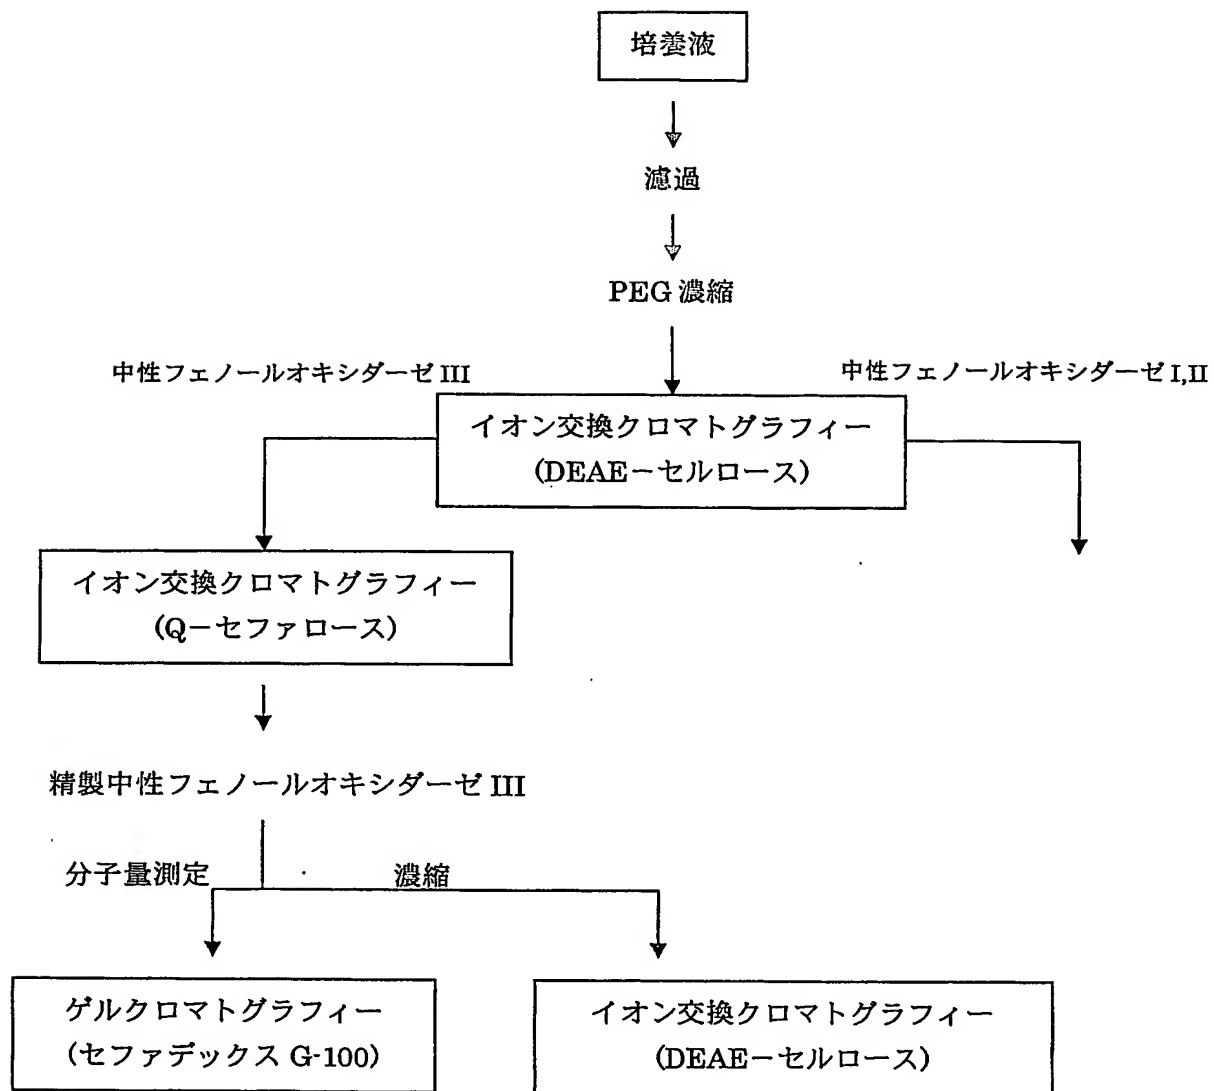 培養液
濾過
PEG 濃縮
中性フェノールオキシダーゼ III
中性フェノールオキシダーゼ I,II
イオン交換クロマトグラフィー
(DEAE－セルロース)
イオン交換クロマトグラフィー
(Q－セファロース)
精製中性フェノールオキシダーゼ III
分子量測定
濃縮
ゲルクロマトグラフィー
(セファデックス G-100)
イオン交換クロマトグラフィー
(DEAE－セルロース)